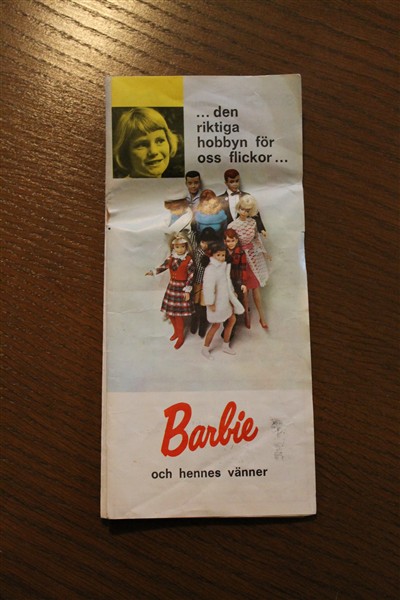 ...den
riktiga
hobbyn för
oss flickor...
Barbie
och hennes vänner